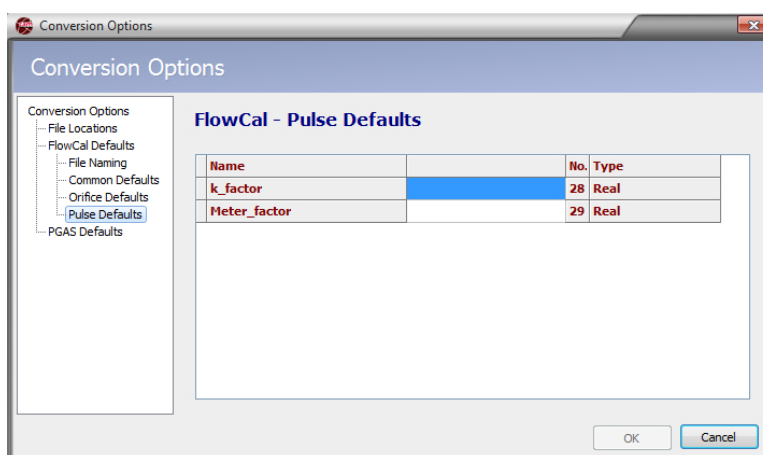 Conversion Options
Conversion Options
Conversion Options
File Locations
FlowCal Defaults
File Naming
Common Defaults
Orifice Defaults
Pulse Defaults
PGAS Defaults
FlowCal - Pulse Defaults
Name No. Type
k_factor 28 Real
Meter_factor 29 Real
OK Cancel